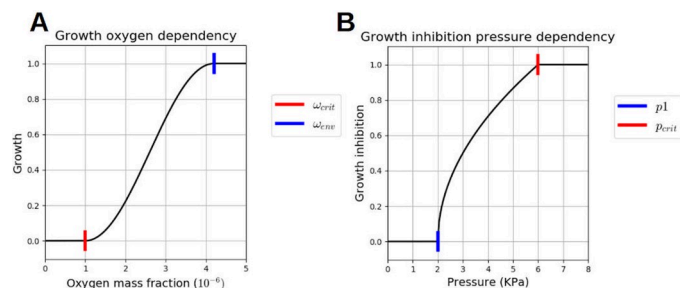 A
Growth oxygen dependency
Growth
1.0
0.8
0.6
0.4
0.2
0.0
0
1
2
3
4
5
Oxygen mass fraction (10⁻⁶)
ω_crit
ω_env
B
Growth inhibition pressure dependency
Growth inhibition
1.0
0.8
0.6
0.4
0.2
0.0
0
1
2
3
4
5
6
7
8
Pressure (KPa)
p1
p_crit